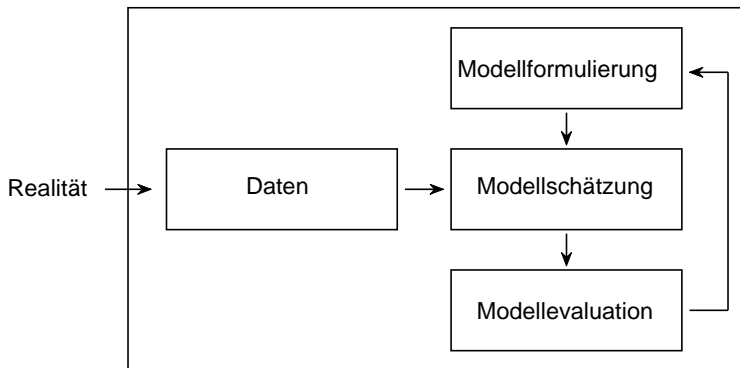 Modellformulierung
Realität
Daten
Modellschätzung
Modellevaluation